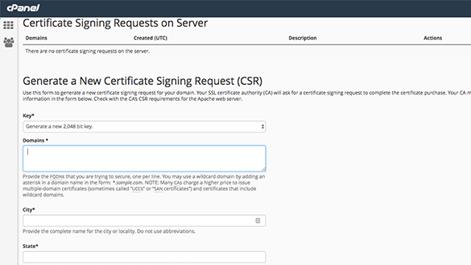 cPanel
Certificate Signing Requests on Server
Domains Created (UTC) Description Actions
There are no certificate signing requests on the server.
Generate a New Certificate Signing Request (CSR)
Use this form to generate a new certificate signing request for your domain. Your SSL certificate authority (CA) will ask for a certificate signing request to complete the certificate purchase. Your CA m
information in the form below. Check with the CA's CSR requirements for the Apache web server.
Key*
Generate a new 2,048 bit key.
Domains *
Provide the FQDNs that you are trying to secure, one per line. You may use a wildcard domain by adding an
asterisk in a domain name in the form: *.example.com. NOTE: Many CAs charge a higher price to issue
multiple-domain certificates (sometimes called "UCCs" or "SAN certificates") and certificates that include
wildcard domains.
City*
Provide the complete name for the city or locality. Do not use abbreviations.
State*